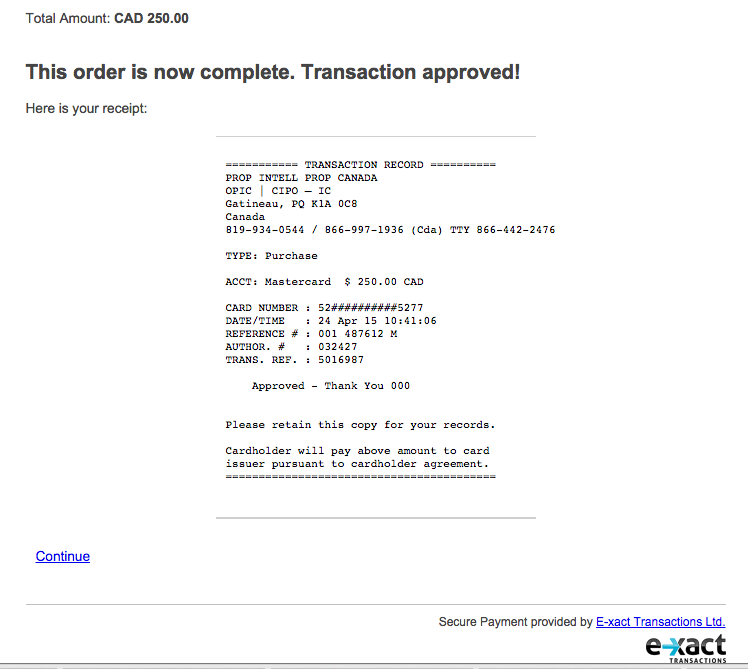 Total Amount: CAD 250.00
This order is now complete. Transaction approved!
Here is your receipt:
=========== TRANSACTION RECORD ==========
PROP INTELL PROP CANADA
OPIC | CIPO – IC
Gatineau, PQ K1A 0C8
Canada
819-934-0544 / 866-997-1936 (Cda) TTY 866-442-2476
TYPE: Purchase
ACCT: Mastercard  $ 250.00 CAD
CARD NUMBER : 52##########5277
DATE/TIME   : 24 Apr 15 10:41:06
REFERENCE # : 001 487612 M
AUTHOR. #   : 032427
TRANS. REF. : 5016987
Approved - Thank You 000
Please retain this copy for your records.
Cardholder will pay above amount to card
issuer pursuant to cardholder agreement.
=========================================
Continue
Secure Payment provided by E-xact Transactions Ltd.
e-xact
TRANSACTIONS